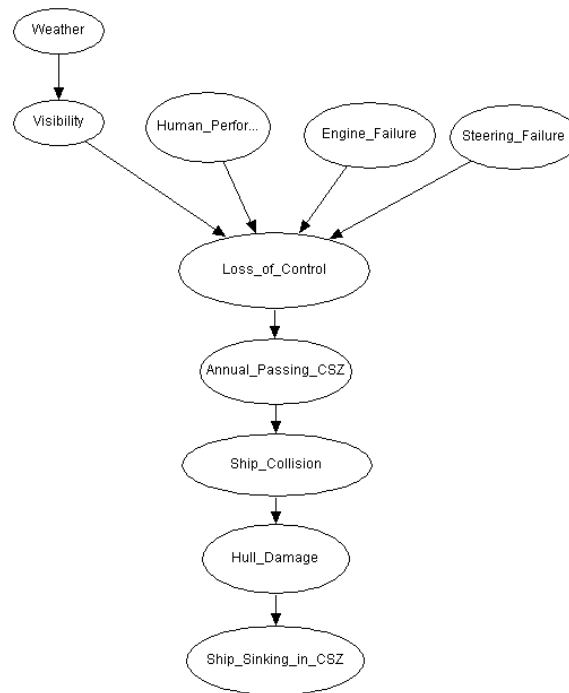 Weather
Visibility
Human_Perfor...
Engine_Failure
Steering_Failure
Loss_of_Control
Annual_Passing_CSZ
Ship_Collision
Hull_Damage
Ship_Sinking_in_CSZ